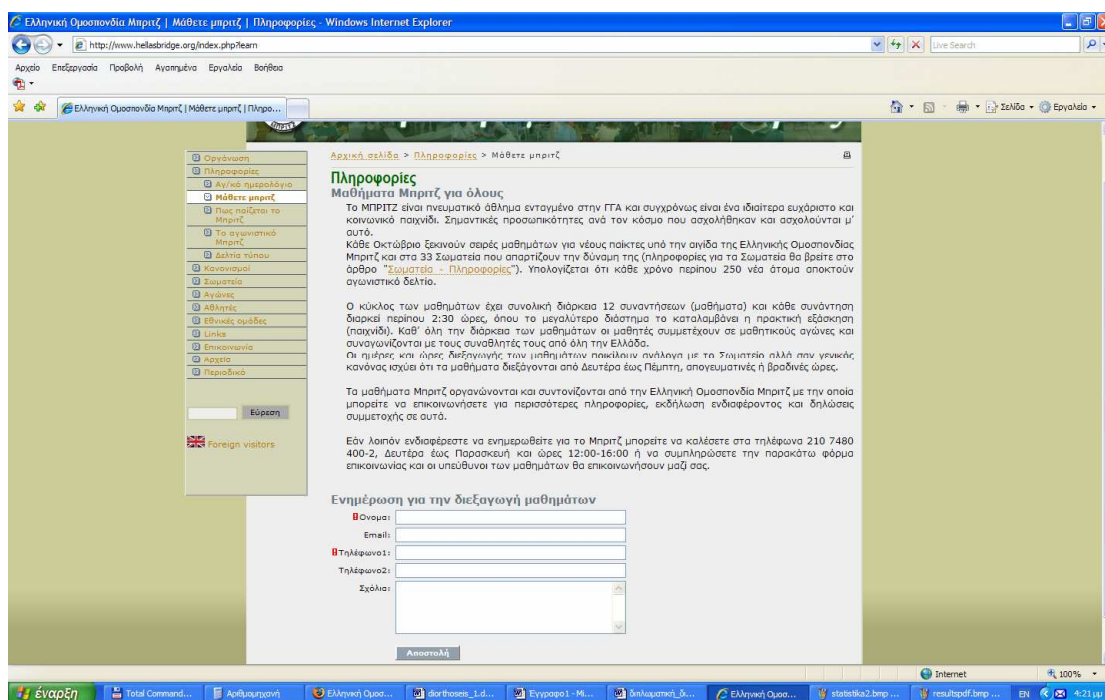 Ελληνική Ομοσπονδία Μπριτζ | Μάθετε μπριτζ | Πληροφορίες - Windows Internet Explorer
http://www.hellasbridge.org/index.php?learn
Live Search
Αρχείο Επεξεργασία Προβολή Αγαπημένα Εργαλεία Βοήθεια
Ελληνική Ομοσπονδία Μπριτζ | Μάθετε μπριτζ | Πληρο...
Σελίδα Εργαλεία
ΜΠΡΙΤΖ
Οργάνωση
Πληροφορίες
Αγ/κό ημερολόγιο
Μάθετε μπριτζ
Πως παίζεται το
Μπριτζ
Το αγωνιστικό
Μπριτζ
Δελτία τύπου
Κανονισμοί
Σωματεία
Αγώνες
Αθλητές
Εθνικές ομάδες
Links
Επικοινωνία
Αρχεία
Περιοδικό
Εύρεση
Foreign visitors
Αρχική σελίδα > Πληροφορίες > Μάθετε μπριτζ
Πληροφορίες
Μαθήματα Μπριτζ για όλους
Το ΜΠΡΙΤΖ είναι πνευματικό άθλημα ενταγμένο στην ΓΓΑ και συγχρόνως είναι ένα ιδιαίτερα ευχάριστο και
κοινωνικό παιχνίδι. Σημαντικές προσωπικότητες ανά τον κόσμο που ασχολήθηκαν και ασχολούνται μ'
αυτό.
Κάθε Οκτώβριο ξεκινούν σειρές μαθημάτων για νέους παίκτες υπό την αιγίδα της Ελληνικής Ομοσπονδίας
Μπριτζ και στα 33 Σωματεία που απαρτίζουν την δύναμη της (πληροφορίες για τα Σωματεία θα βρείτε στο
άρθρο "Σωματεία - Πληροφορίες"). Υπολογίζεται ότι κάθε χρόνο περίπου 250 νέα άτομα αποκτούν
αγωνιστικό δελτίο.
Ο κύκλος των μαθημάτων έχει συνολική διάρκεια 12 συναντήσεων (μαθήματα) και κάθε συνάντηση
διαρκεί περίπου 2:30 ώρες, όπου το μεγαλύτερο διάστημα το καταλαμβάνει η πρακτική εξάσκηση
(παιχνίδι). Καθ' όλη την διάρκεια των μαθημάτων οι μαθητές συμμετέχουν σε μαθητικούς αγώνες και
συναγωνίζονται με τους συναθλητές τους από όλη την Ελλάδα.
Οι ημέρες και ώρες διεξαγωγής των μαθημάτων ποικίλουν ανάλογα με το Σωματείο αλλά σαν γενικός
κανόνας ισχύει ότι τα μαθήματα διεξάγονται από Δευτέρα έως Πέμπτη, απογευματινές ή βραδινές ώρες.
Τα μαθήματα Μπριτζ οργανώνονται και συντονίζονται από την Ελληνική Ομοσπονδία Μπριτζ με την οποία
μπορείτε να επικοινωνήσετε για περισσότερες πληροφορίες, εκδήλωση ενδιαφέροντος και δηλώσεις
συμμετοχής σε αυτά.
Εάν λοιπόν ενδιαφέρεστε να ενημερωθείτε για το Μπριτζ μπορείτε να καλέσετε στα τηλέφωνα 210 7480
400-2, Δευτέρα έως Παρασκευή και ώρες 12:00-16:00 ή να συμπληρώσετε την παρακάτω φόρμα
επικοινωνίας και οι υπεύθυνοι των μαθημάτων θα επικοινωνήσουν μαζί σας.
Ενημέρωση για την διεξαγωγή μαθημάτων
Όνομα:
Email:
Τηλέφωνο1:
Τηλέφωνο2:
Σχόλια:
Αποστολή
Internet 100%
έναρξη Total Command... Αριθμομηχανή Ελληνική Ομοσ... diorthoseis_1.d... Έγγραφο1 - Mi... διπλωματική_δι... Ελληνική Ομοσ... statistika2.bmp ... resultspdf.bmp ... EN 4:21 μμ